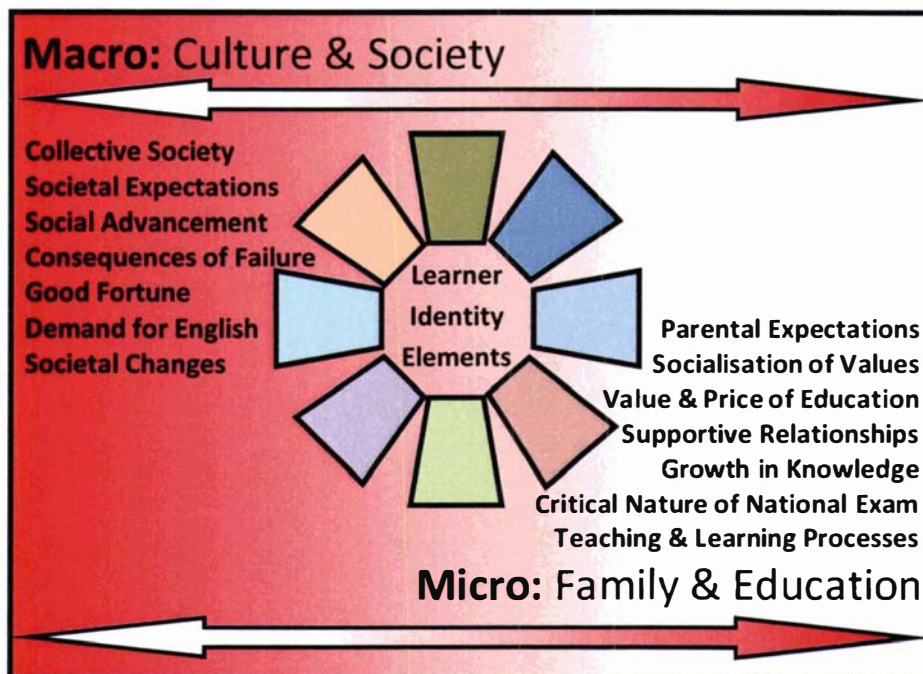 Macro: Culture & Society
Collective Society
Societal Expectations
Social Advancement
Consequences of Failure
Good Fortune
Demand for English
Societal Changes
Learner
Identity
Elements
Parental Expectations
Socialisation of Values
Value & Price of Education
Supportive Relationships
Growth in Knowledge
Critical Nature of National Exam
Teaching & Learning Processes
Micro: Family & Education